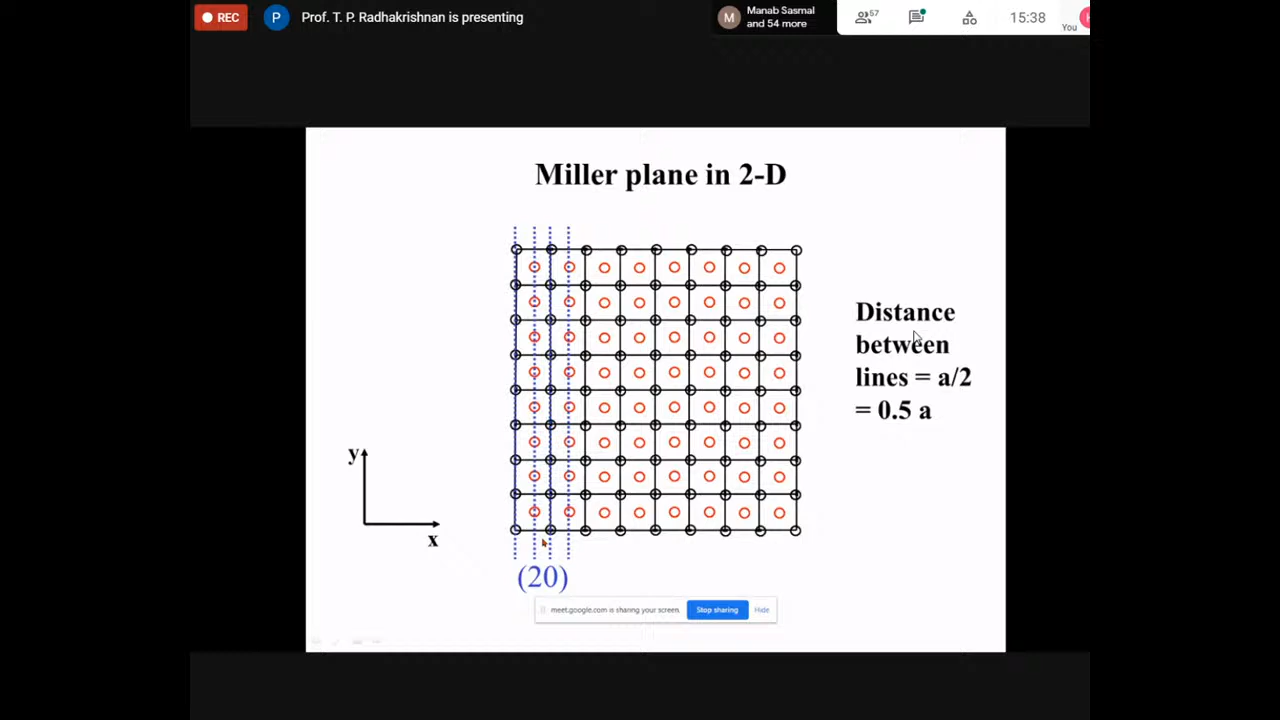 REC
P
Prof. T. P. Radhakrishnan is presenting
M
Manab Sasmal
and 54 more
57
15:38
You
Miller plane in 2-D
Distance
between
lines = a/2
= 0.5 a
y
x
(20)
meet.google.com is sharing your screen.
Stop sharing
Hide